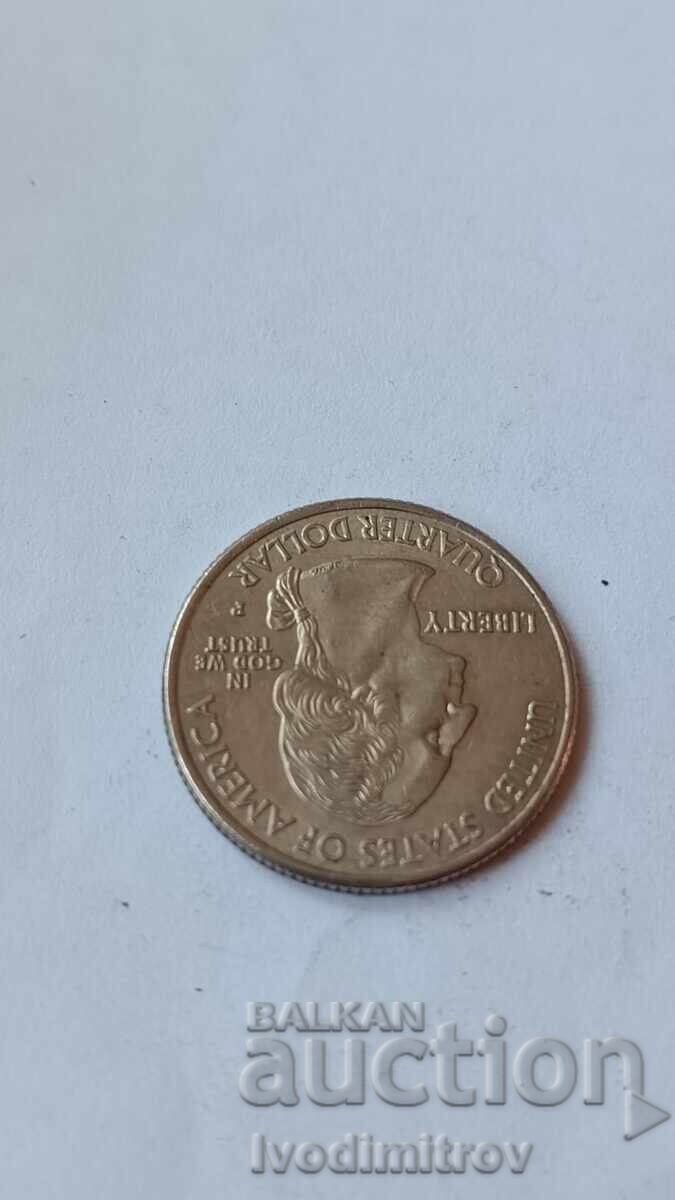 UNITED STATES OF AMERICA
LIBERTY
IN
GOD WE
TRUST
P
QUARTER DOLLAR
BALKAN
auction
Ivodimitrov